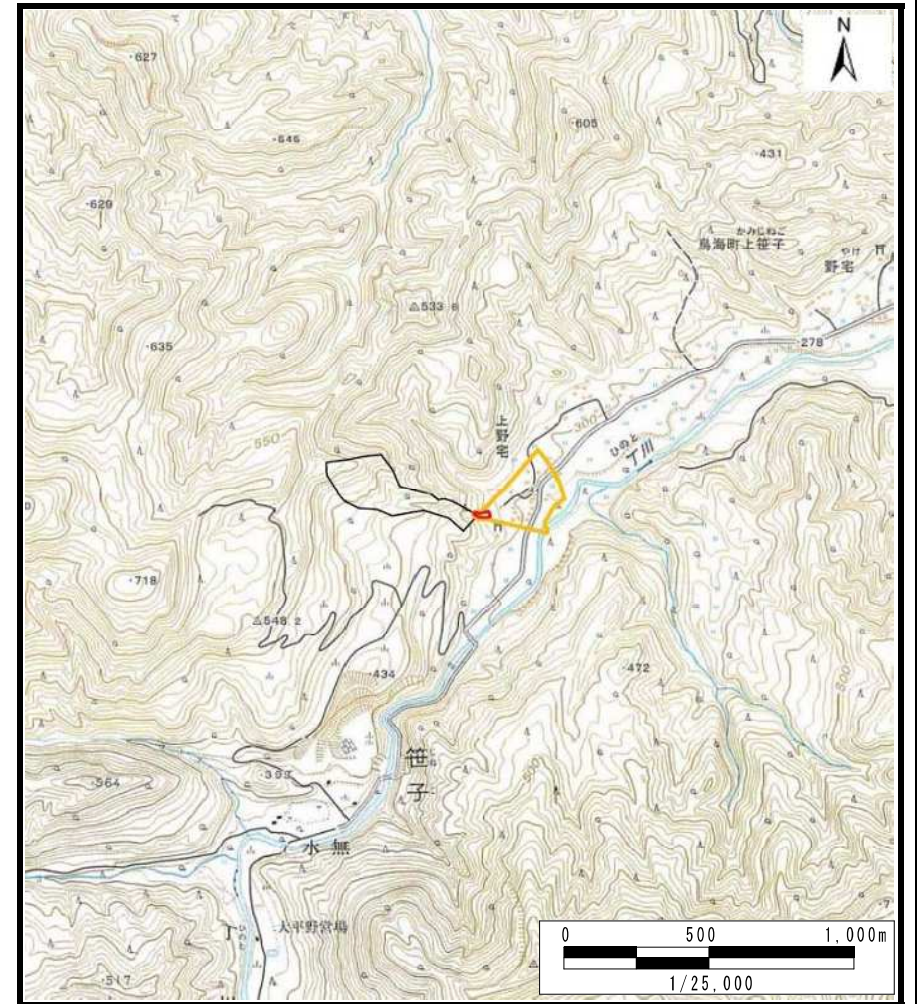 N
・627
・646
・605
・431
・629
かみじねご
鳥海町上笹子
やけ
野宅
△533.6
・278
・635
上野宅
300
550
ひのと
丁川
・718
△548.2
・434
・472
500
500
笹子
・564
・397
水無
大平野営場
丁
・517
0 500 1,000m
1/25,000